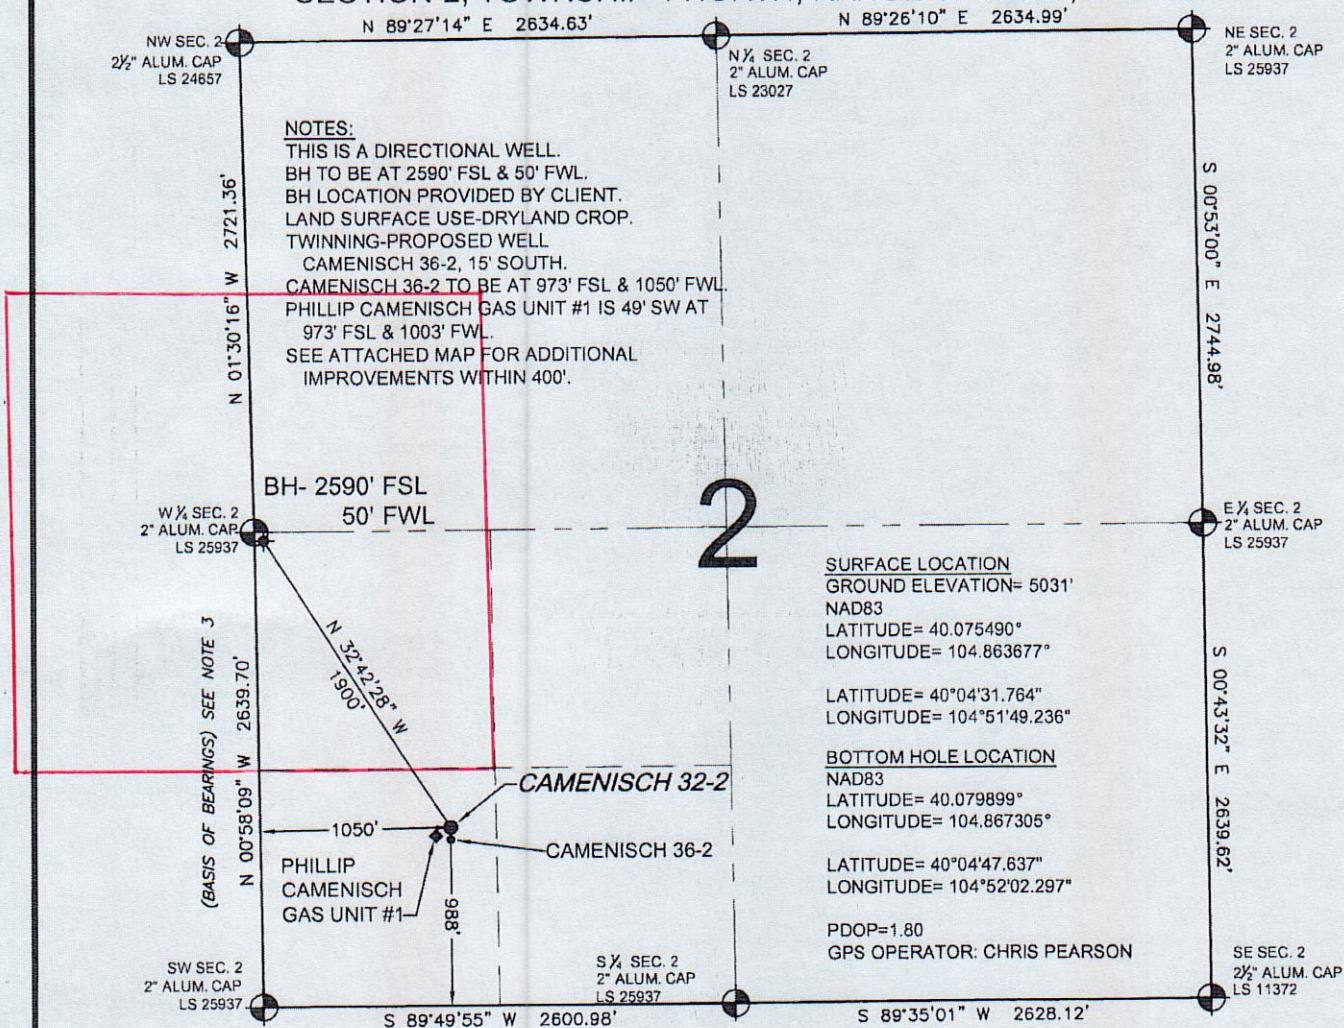 N 89°27'14" E 2634.63'
N 89°26'10" E 2634.99'
NW SEC. 2
2½" ALUM. CAP
LS 24657
N ¼ SEC. 2
2" ALUM. CAP
LS 23027
NE SEC. 2
2" ALUM. CAP
LS 25937
NOTES:
THIS IS A DIRECTIONAL WELL.
BH TO BE AT 2590' FSL & 50' FWL.
BH LOCATION PROVIDED BY CLIENT.
LAND SURFACE USE-DRYLAND CROP.
TWINNING-PROPOSED WELL
CAMENISCH 36-2, 15' SOUTH.
CAMENISCH 36-2 TO BE AT 973' FSL & 1050' FWL.
PHILLIP CAMENISCH GAS UNIT #1 IS 49' SW AT
973' FSL & 1003' FWL.
SEE ATTACHED MAP FOR ADDITIONAL
IMPROVEMENTS WITHIN 400'.
N 01°30'16" W 2721.36'
S 00°53'00" E 2744.98'
BH- 2590' FSL
50' FWL
W ¼ SEC. 2
2" ALUM. CAP
LS 25937
2
E ¼ SEC. 2
2" ALUM. CAP
LS 25937
SURFACE LOCATION
GROUND ELEVATION= 5031'
NAD83
LATITUDE= 40.075490°
LONGITUDE= 104.863677°
LATITUDE= 40°04'31.764"
LONGITUDE= 104°51'49.236"
BOTTOM HOLE LOCATION
NAD83
LATITUDE= 40.079899°
LONGITUDE= 104.867305°
LATITUDE= 40°04'47.637"
LONGITUDE= 104°52'02.297"
PDOP=1.80
GPS OPERATOR: CHRIS PEARSON
(BASIS OF BEARINGS) SEE NOTE 3
N 00°58'09" W 2639.70'
N 32°42'28" W
1900'
S 00°43'32" E 2639.62'
CAMENISCH 32-2
1050'
CAMENISCH 36-2
PHILLIP
CAMENISCH
GAS UNIT #1
988'
SW SEC. 2
2" ALUM. CAP
LS 25937
S ¼ SEC. 2
2" ALUM. CAP
LS 25937
SE SEC. 2
2½" ALUM. CAP
LS 11372
S 89°49'55" W 2600.98'
S 89°35'01" W 2628.12'